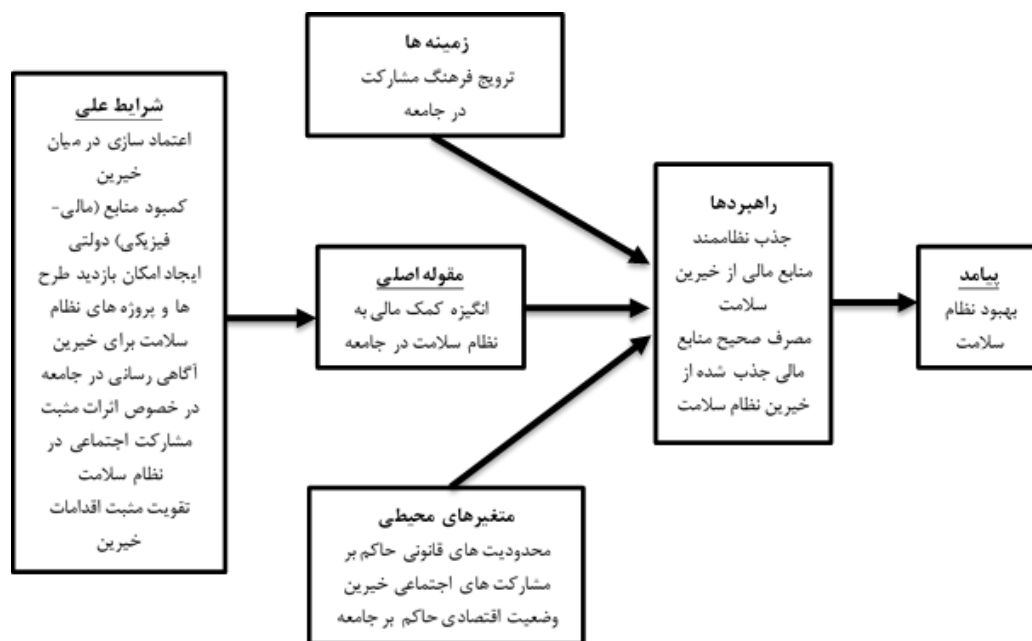 زمینه ها
ترویج فرهنگ مشارکت
در جامعه
شرایط علی
اعتماد سازی در میان
خیرین
کمبود منابع (مالی-
فیزیکی) دولتی
ایجاد امکان بازدید طرح
ها و پروژه های نظام
سلامت برای خیرین
آگاهی رسانی در جامعه
در خصوص اثرات مثبت
مشارکت اجتماعی در
نظام سلامت
تقویت مثبت اقدامات
خیرین
مقوله اصلی
انگیزه کمک مالی به
نظام سلامت در جامعه
متغیرهای محیطی
محدودیت های قانونی حاکم بر
مشارکت های اجتماعی خیرین
وضعیت اقتصادی حاکم بر جامعه
راهبردها
جذب نظاممند
منابع مالی از خیرین
سلامت
مصرف صحیح منابع
مالی جذب شده از
خیرین نظام سلامت
پیامد
بهبود نظام
سلامت